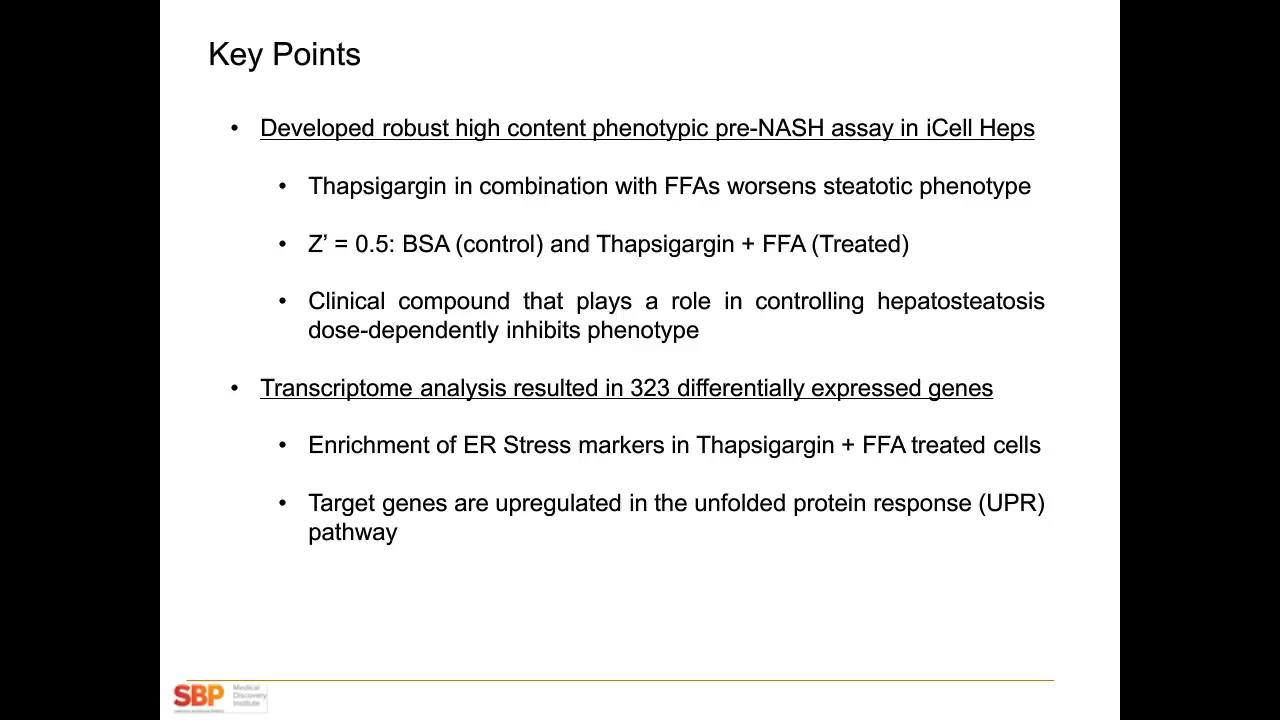 Key Points
• Developed robust high content phenotypic pre-NASH assay in iCell Heps
• Thapsigargin in combination with FFAs worsens steatotic phenotype
• Z’ = 0.5: BSA (control) and Thapsigargin + FFA (Treated)
• Clinical compound that plays a role in controlling hepatosteatosis
dose-dependently inhibits phenotype
• Transcriptome analysis resulted in 323 differentially expressed genes
• Enrichment of ER Stress markers in Thapsigargin + FFA treated cells
• Target genes are upregulated in the unfolded protein response (UPR)
pathway
SBP
Medical
Discovery
Institute